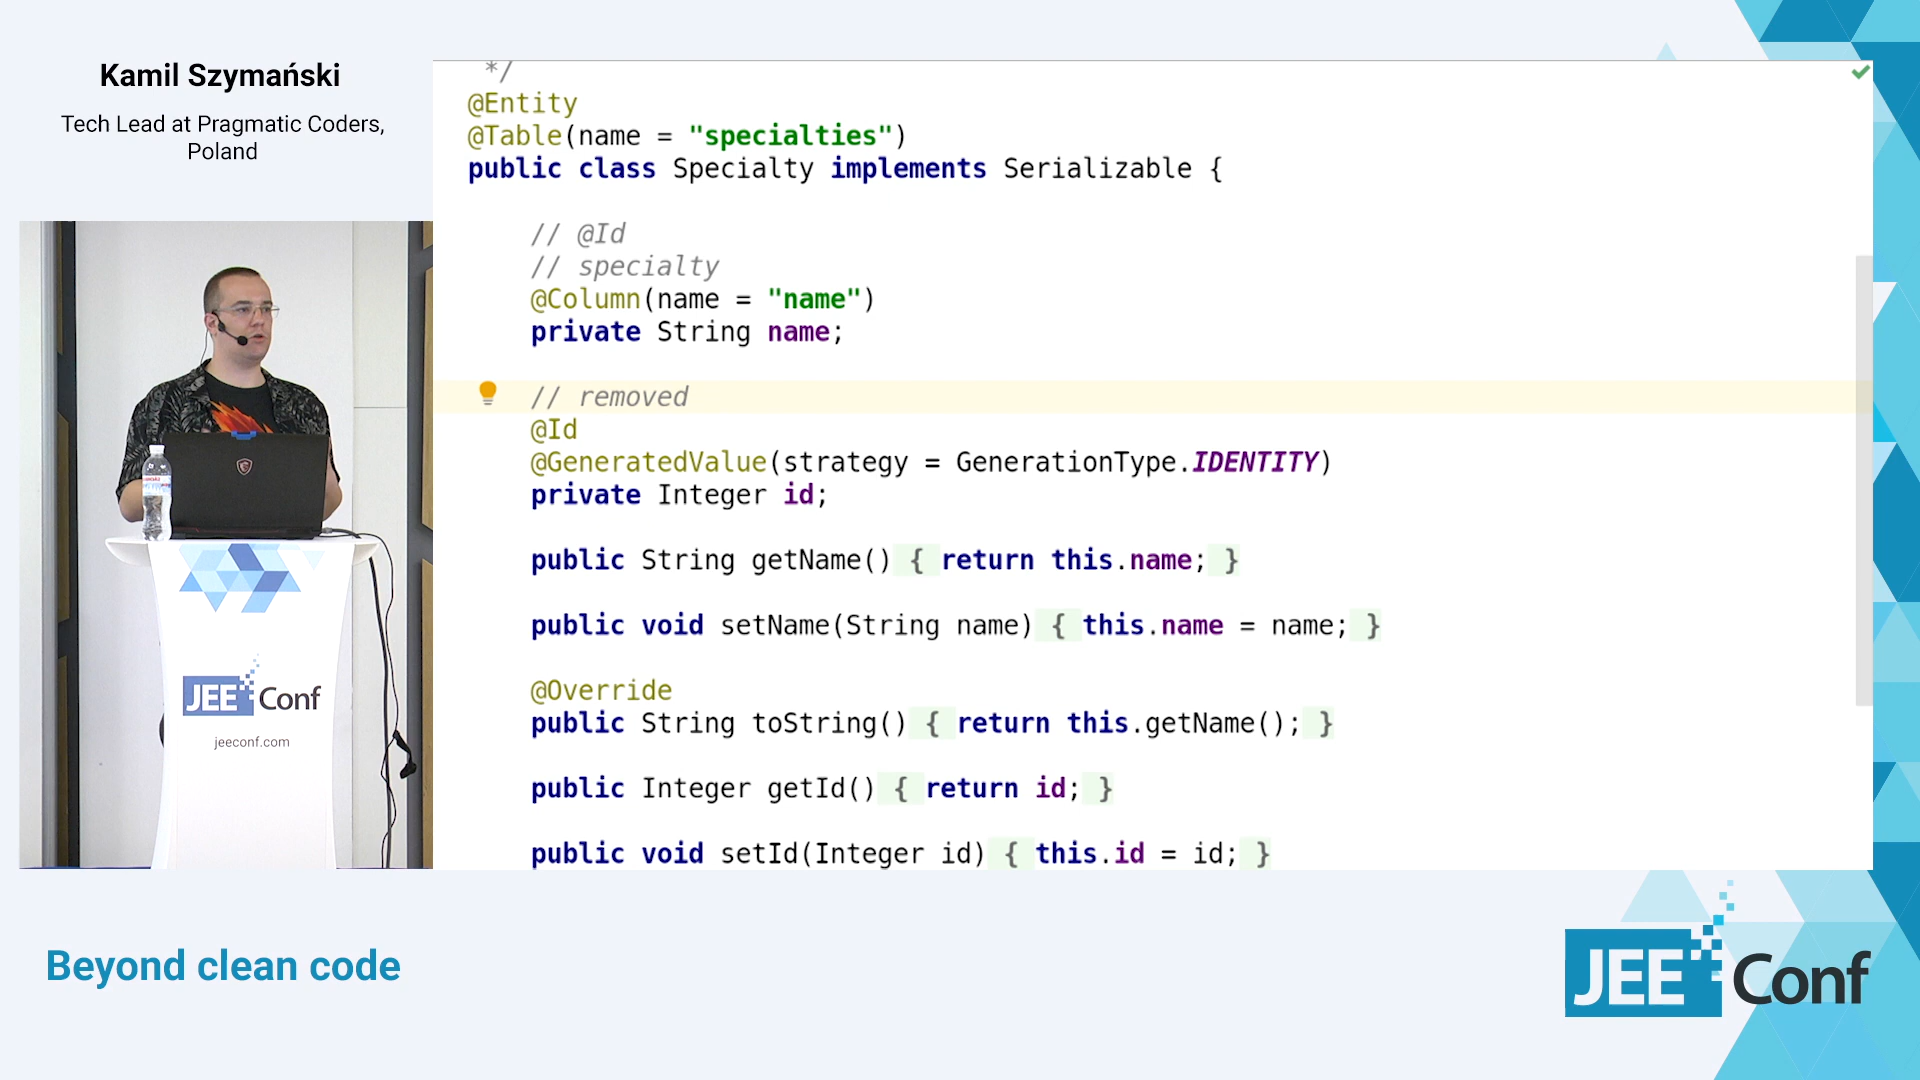 Kamil Szymański
Tech Lead at Pragmatic Coders,
Poland
*/
@Entity
@Table(name = "specialties")
public class Specialty implements Serializable {
// @Id
// specialty
@Column(name = "name")
private String name;
// removed
@Id
@GeneratedValue(strategy = GenerationType.IDENTITY)
private Integer id;
public String getName() { return this.name; }
public void setName(String name) { this.name = name; }
@Override
public String toString() { return this.getName(); }
public Integer getId() { return id; }
public void setId(Integer id) { this.id = id; }
JEE Conf
jeeconf.com
Beyond clean code
JEE Conf